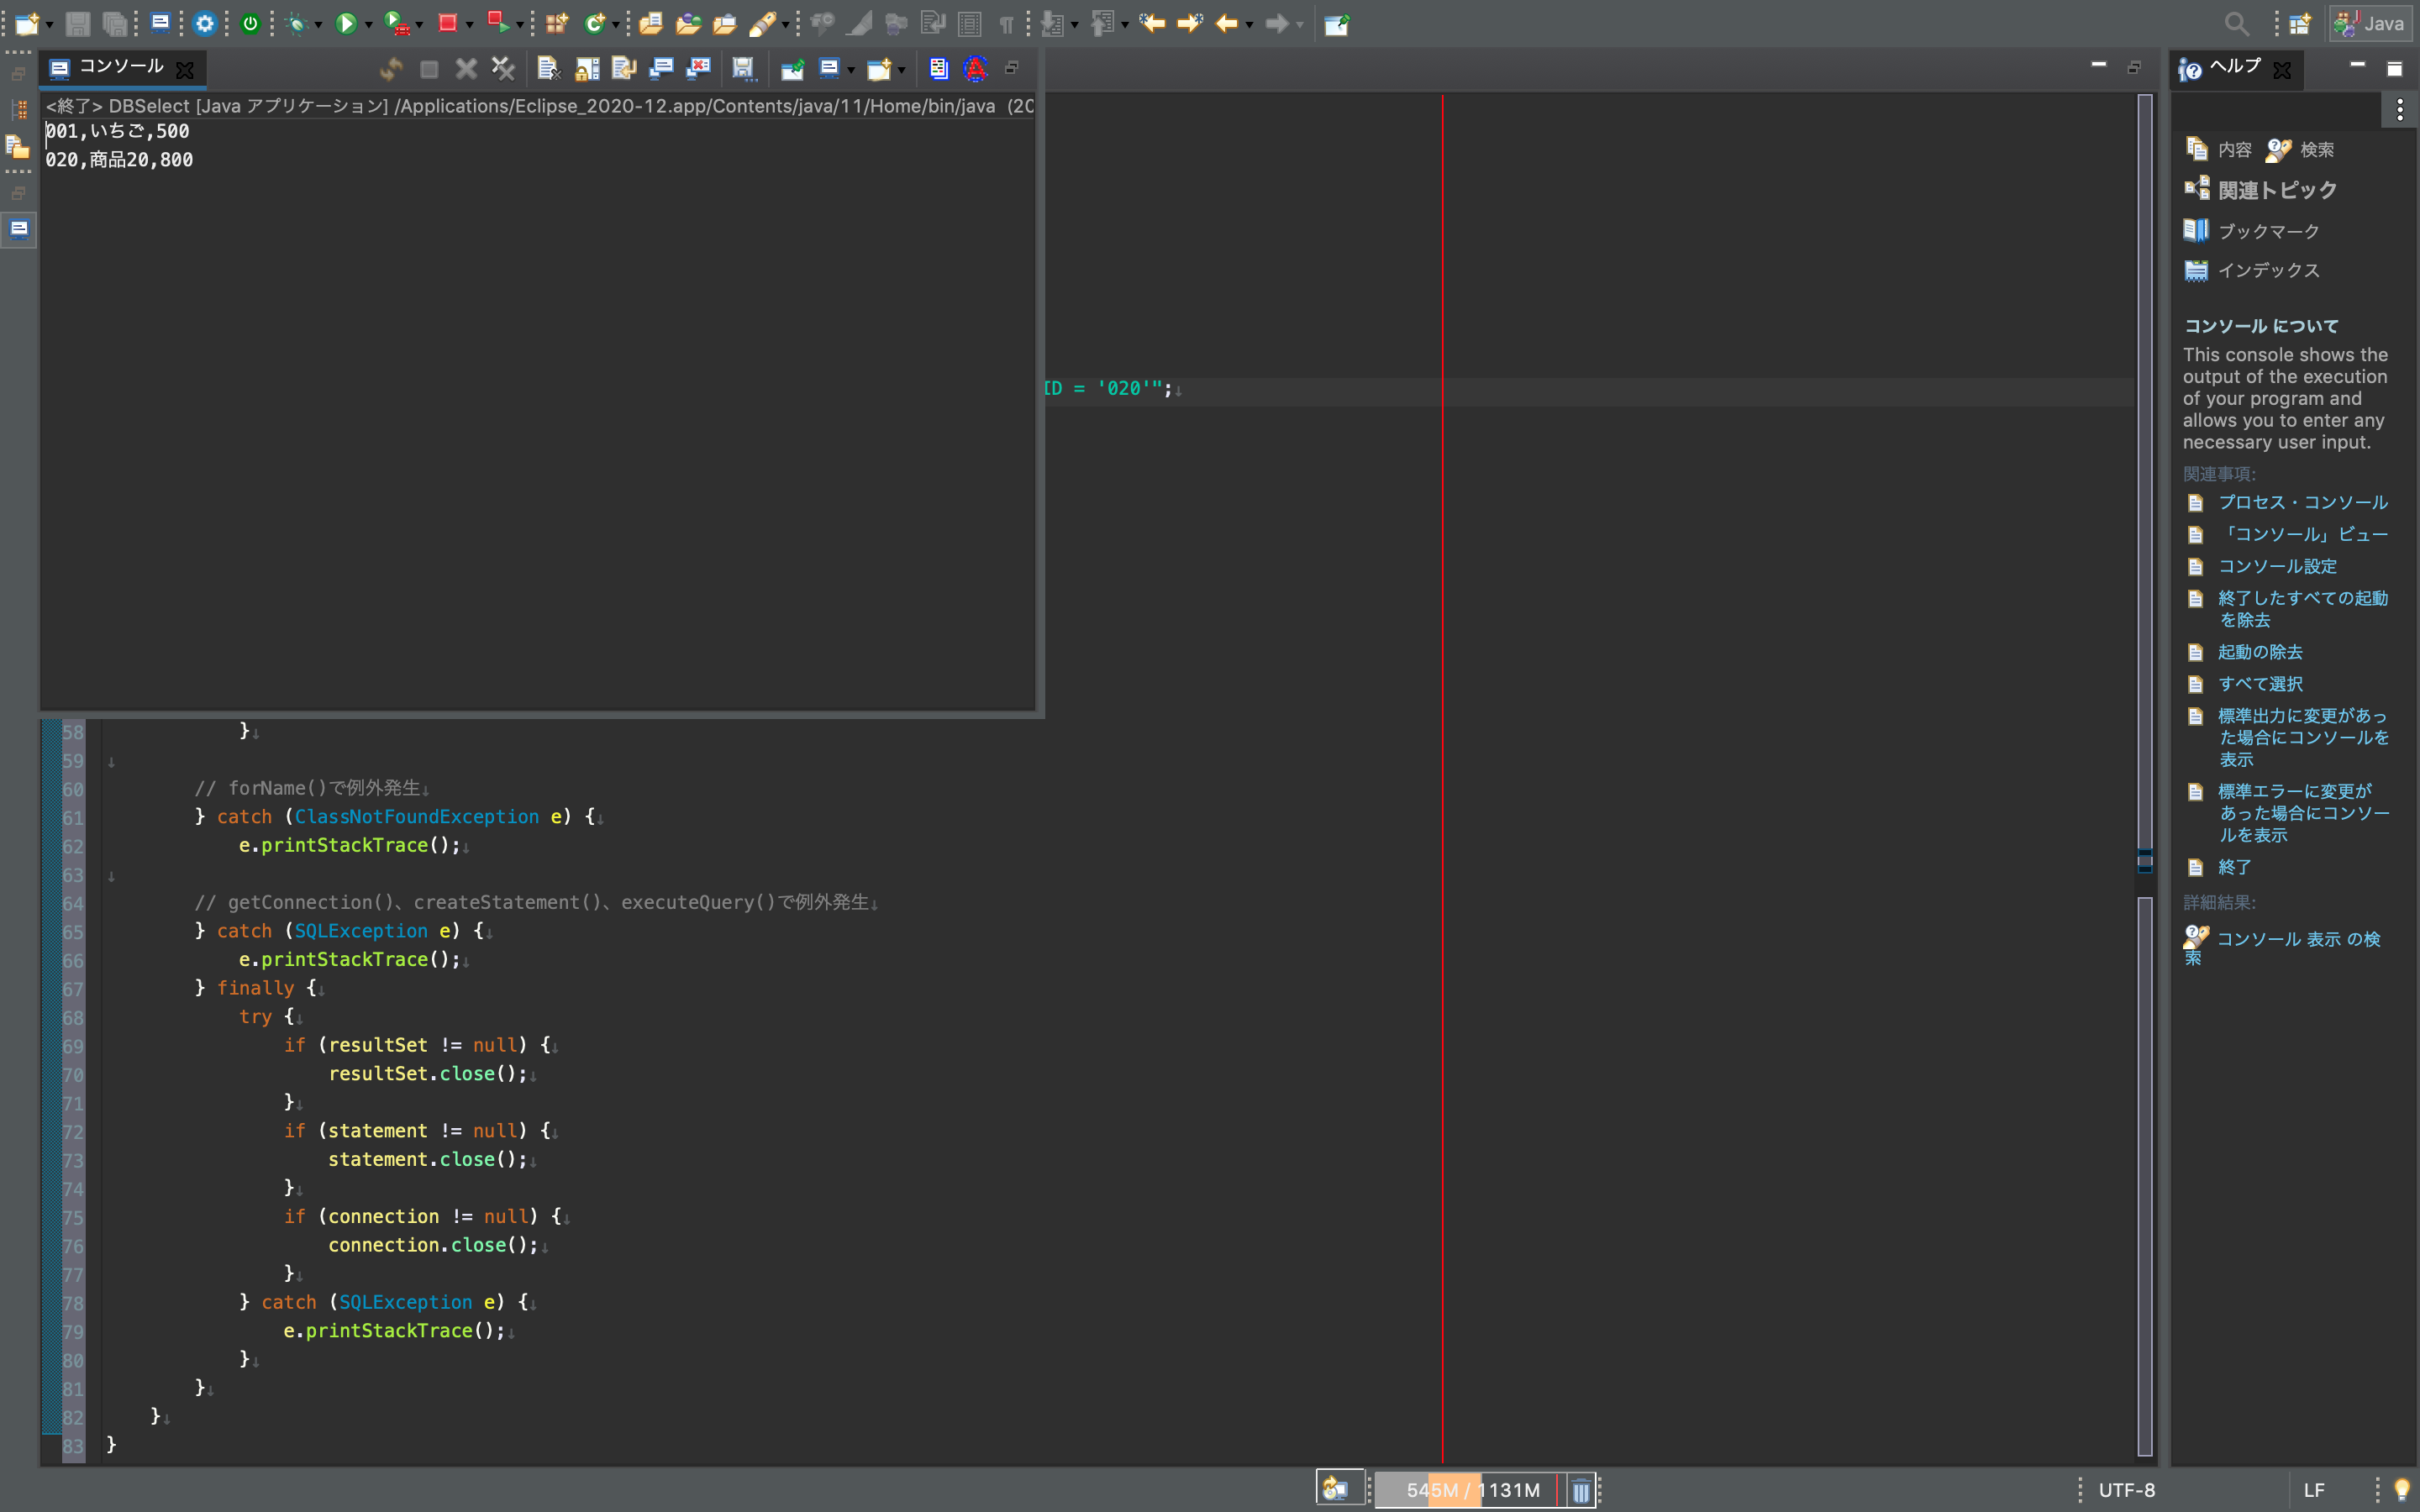 Java
コンソール
<終了> DBSelect [Java アプリケーション] /Applications/Eclipse_2020-12.app/Contents/java/11/Home/bin/java  (20
001,いちご,500
020,商品20,800
ID = '020'";↓
58            }↓
59↓
60        // forName()で例外発生↓
61        } catch (ClassNotFoundException e) {↓
62            e.printStackTrace();↓
63↓
64        // getConnection()、createStatement()、executeQuery()で例外発生↓
65        } catch (SQLException e) {↓
66            e.printStackTrace();↓
67        } finally {↓
68            try {↓
69                if (resultSet != null) {↓
70                    resultSet.close();↓
71                }↓
72                if (statement != null) {↓
73                    statement.close();↓
74                }↓
75                if (connection != null) {↓
76                    connection.close();↓
77                }↓
78            } catch (SQLException e) {↓
79                e.printStackTrace();↓
80            }↓
81        }↓
82    }↓
83}
ヘルプ
内容 検索
関連トピック
ブックマーク
インデックス
コンソール について
This console shows the
output of the execution
of your program and
allows you to enter any
necessary user input.
関連事項:
プロセス・コンソール
「コンソール」ビュー
コンソール設定
終了したすべての起動
を除去
起動の除去
すべて選択
標準出力に変更があっ
た場合にコンソールを
表示
標準エラーに変更が
あった場合にコンソー
ルを表示
終了
詳細結果:
コンソール 表示 の検
索
545M / 1131M
UTF-8
LF